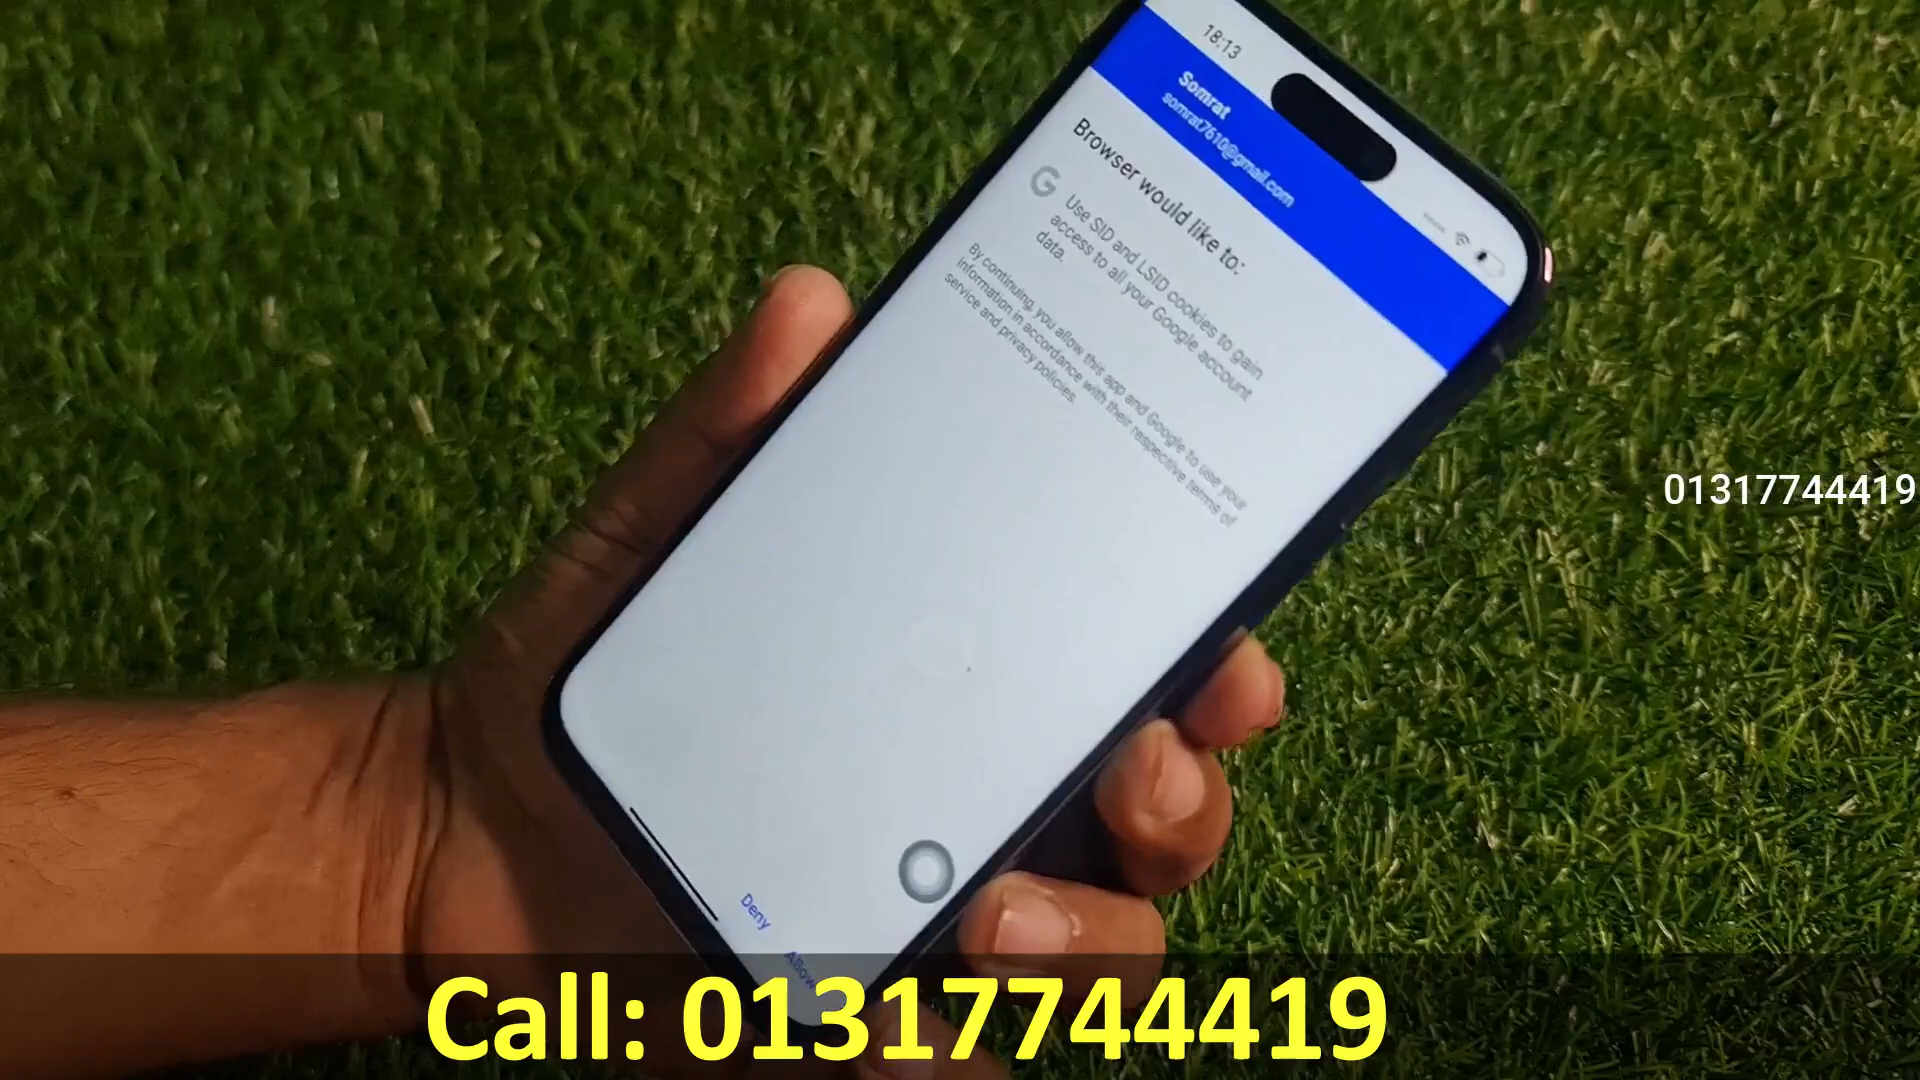 18:13
Somrat
somrat7610@gmail.com
Browser would like to:
G
Use SID and LSID cookies to gain
access to all your Google account
data.
By continuing, you allow this app and Google to use your
information in accordance with their respective terms of
service and privacy policies.
01317744419
Deny
Allow
Call: 01317744419